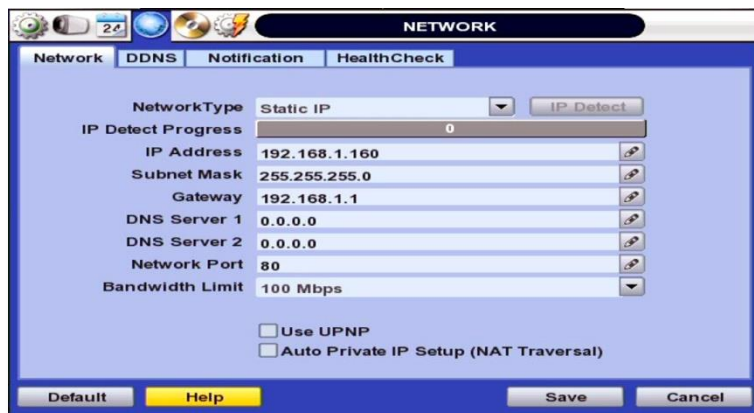 24
NETWORK
Network DDNS Notification HealthCheck
NetworkType Static IP IP Detect
IP Detect Progress 0
IP Address 192.168.1.160
Subnet Mask 255.255.255.0
Gateway 192.168.1.1
DNS Server 1 0.0.0.0
DNS Server 2 0.0.0.0
Network Port 80
Bandwidth Limit 100 Mbps
Use UPNP
Auto Private IP Setup (NAT Traversal)
Default Help Save Cancel